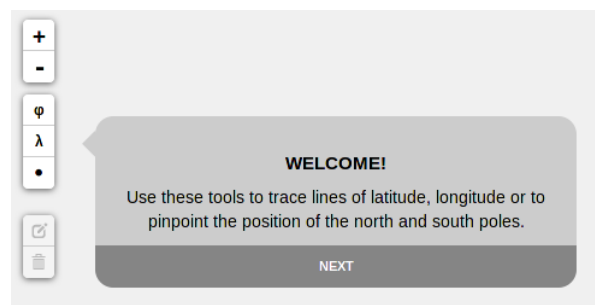 +
-
φ
λ
•
WELCOME!
Use these tools to trace lines of latitude, longitude or to
pinpoint the position of the north and south poles.
NEXT